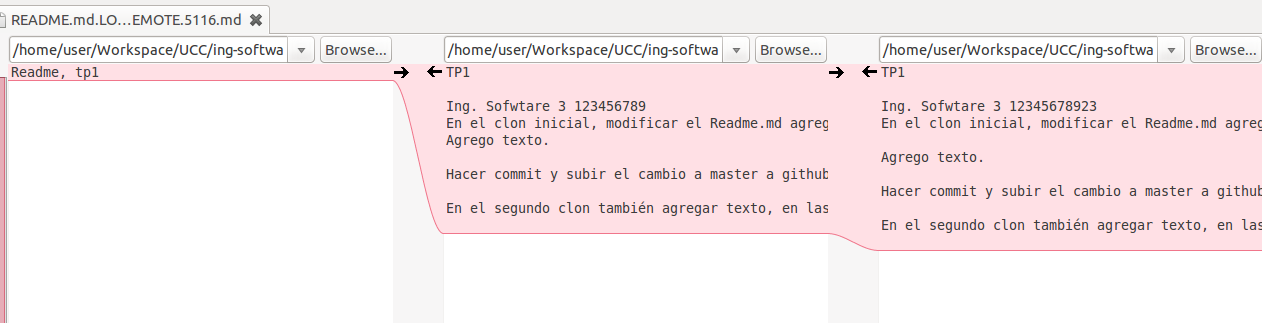 README.md.LO…EMOTE.5116.md
/home/user/Workspace/UCC/ing-softwa Browse... /home/user/Workspace/UCC/ing-softwa Browse... /home/user/Workspace/UCC/ing-softwa Browse...
Readme, tp1
TP1
Ing. Sofwtare 3 123456789
En el clon inicial, modificar el Readme.md agreg
Agrego texto.
Hacer commit y subir el cambio a master a github
En el segundo clon también agregar texto, en las
TP1
Ing. Sofwtare 3 12345678923
En el clon inicial, modificar el Readme.md agreg
Agrego texto.
Hacer commit y subir el cambio a master a github
En el segundo clon también agregar texto, en las